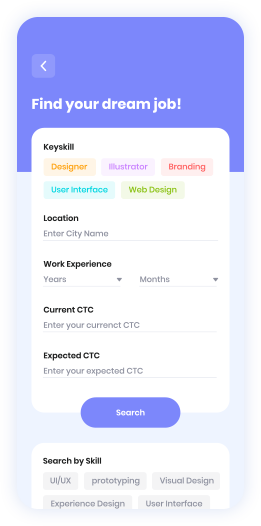 Find your dream job!
Keyskill
Designer Illustrator Branding
User Interface Web Design
Location
Enter City Name
Work Experience
Years Months
Current CTC
Enter your currenct CTC
Expected CTC
Enter your expected CTC
Search
Search by Skill
UI/UX prototyping Visual Design
Experience Design User Interface